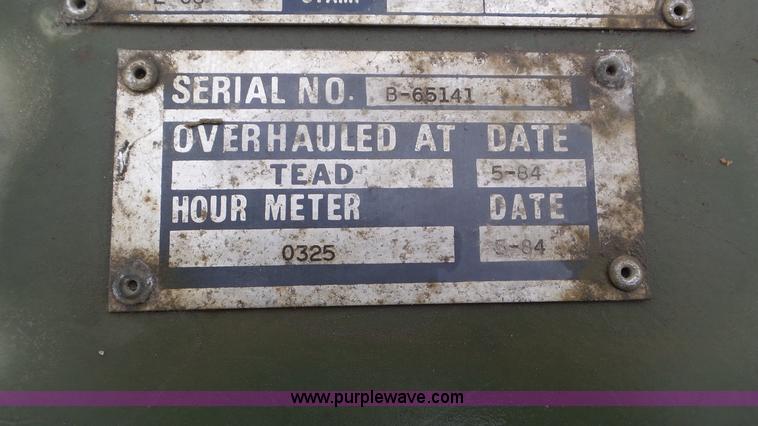 SERIAL NO. B-65141
OVERHAULED AT DATE
TEAD 5-84
HOUR METER DATE
0325 5-84
www.purplewave.com